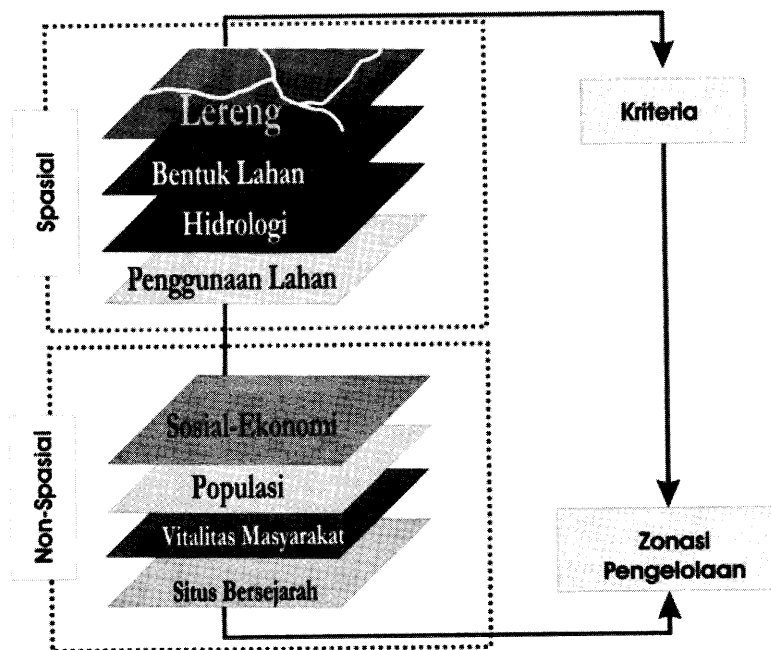 Spasial
Lereng
Bentuk Lahan
Hidrologi
Penggunaan Lahan
Kriteria
Non-Spasial
Sosial-Ekonomi
Populasi
Vitalitas Masyarakat
Situs Bersejarah
Zonasi
Pengelolaan